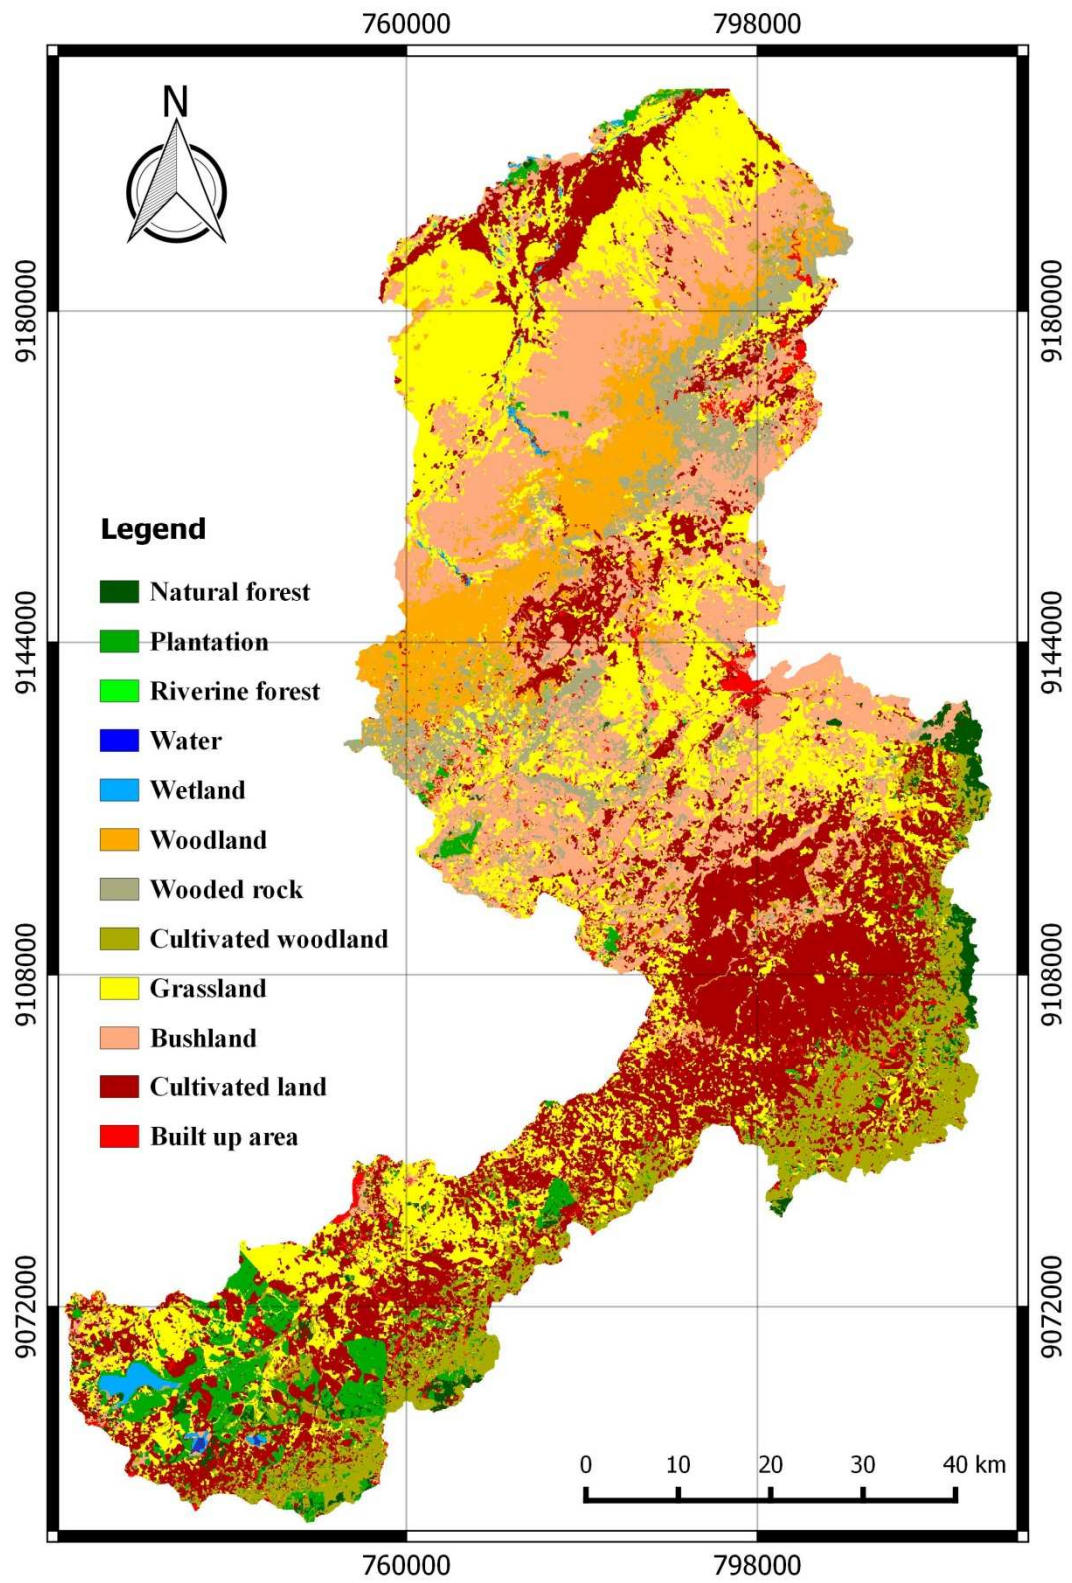 760000 798000
N
9180000 9180000
Legend
Natural forest
Plantation
Riverine forest
Water
Wetland
Woodland
Wooded rock
Cultivated woodland
Grassland
Bushland
Cultivated land
Built up area
9144000 9144000
9108000 9108000
9072000 9072000
0 10 20 30 40 km
760000 798000